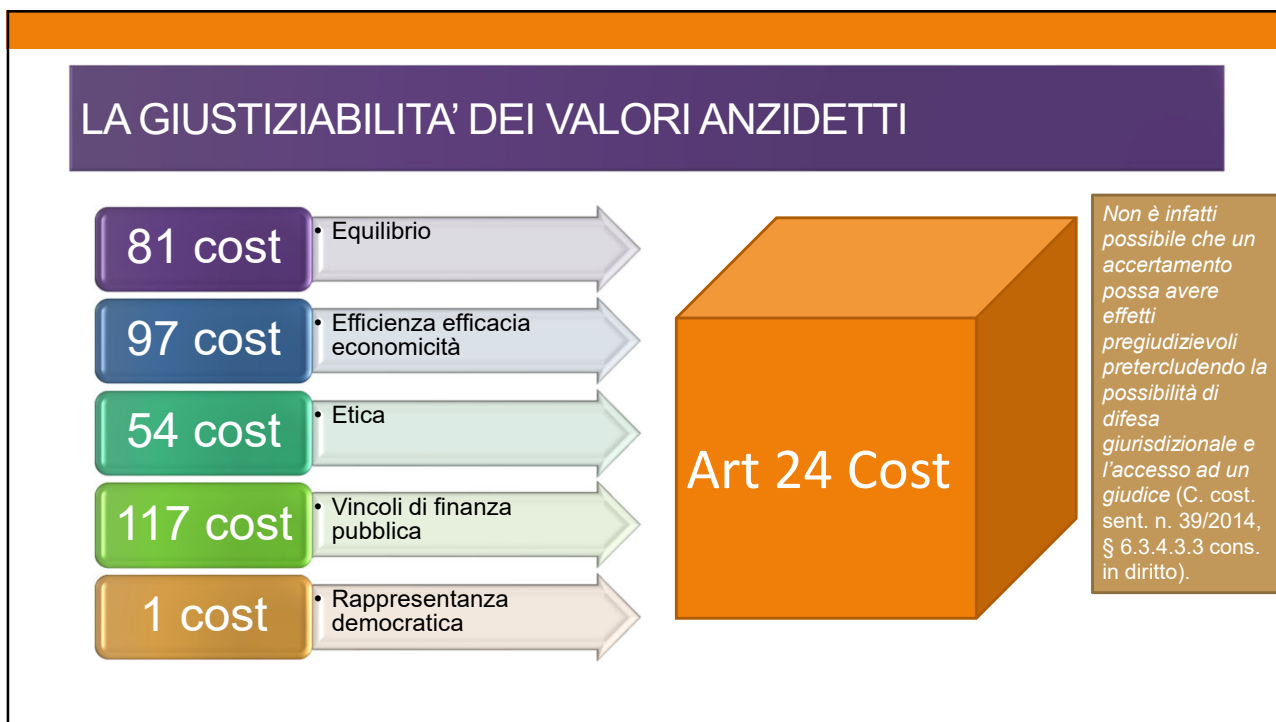 LA GIUSTIZIABILITA’ DEI VALORI ANZIDETTI
81 cost
• Equilibrio
97 cost
• Efficienza efficacia
economicità
54 cost
• Etica
117 cost
• Vincoli di finanza
pubblica
1 cost
• Rappresentanza
democratica
Art 24 Cost
Non è infatti
possibile che un
accertamento
possa avere
effetti
pregiudizievoli
pretercludendo la
possibilità di
difesa
giurisdizionale e
l’accesso ad un
giudice (C. cost.
sent. n. 39/2014,
§ 6.3.4.3.3 cons.
in diritto).